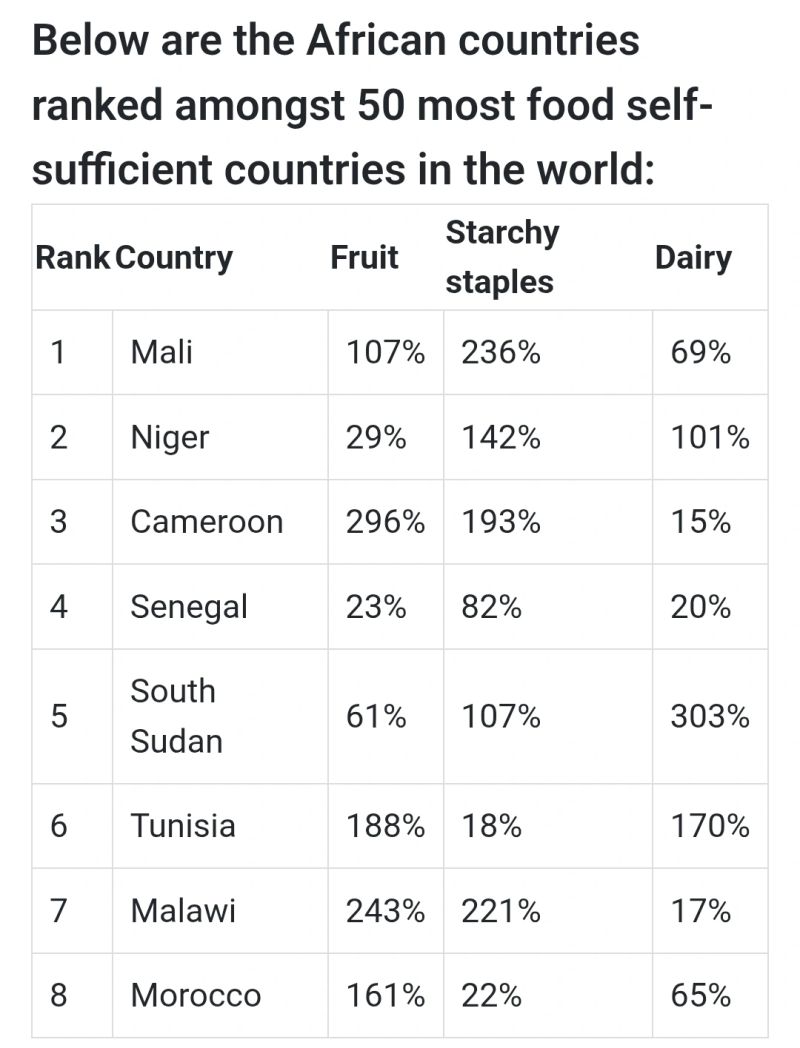 Below are the African countries
ranked amongst 50 most food self-
sufficient countries in the world:
Rank Country Fruit Starchy staples Dairy
1 Mali 107% 236% 69%
2 Niger 29% 142% 101%
3 Cameroon 296% 193% 15%
4 Senegal 23% 82% 20%
5 South Sudan 61% 107% 303%
6 Tunisia 188% 18% 170%
7 Malawi 243% 221% 17%
8 Morocco 161% 22% 65%